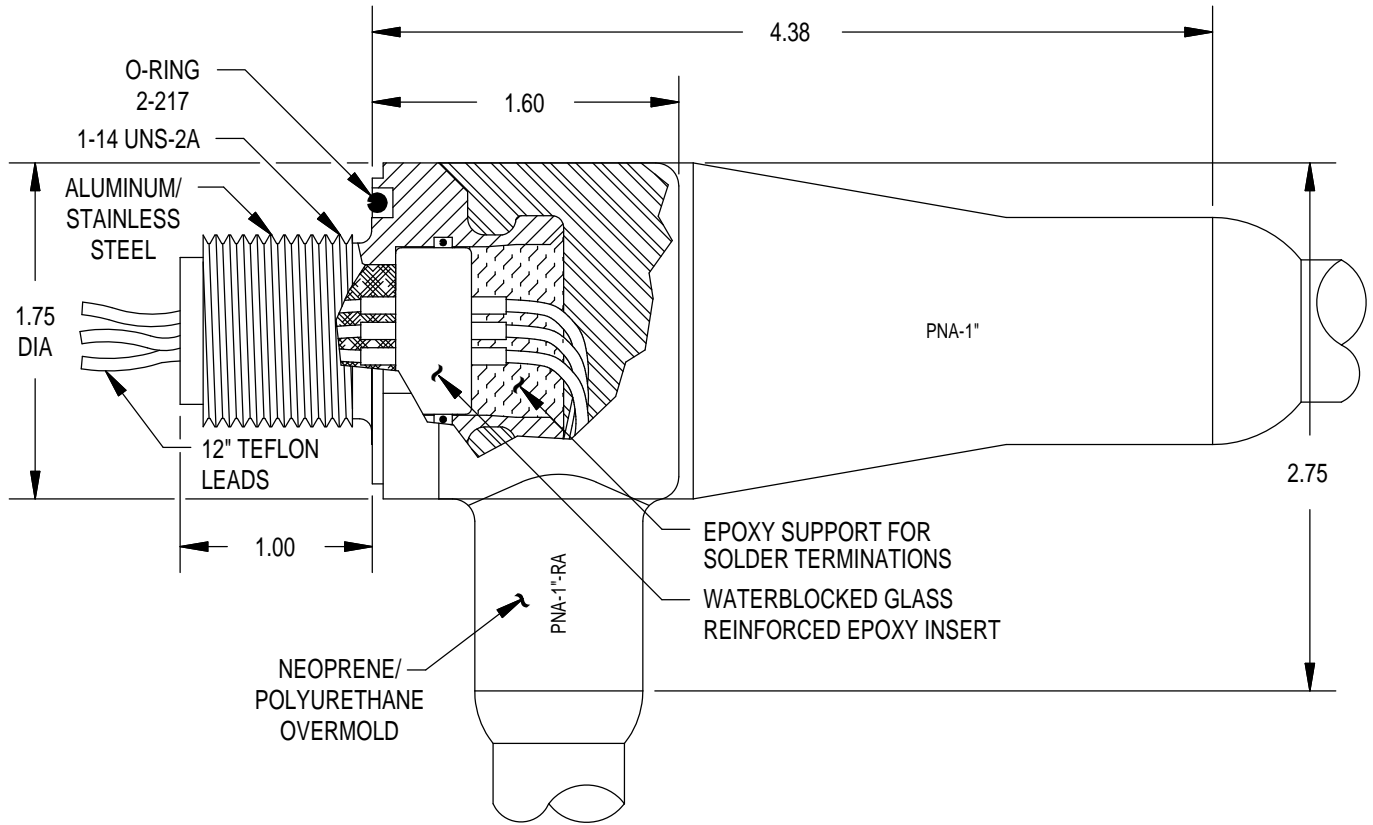 4.38
O-RING
2-217
1.60
1-14 UNS-2A
ALUMINUM/
STAINLESS
STEEL
1.75
DIA
PNA-1"
12" TEFLON
LEADS
2.75
1.00
EPOXY SUPPORT FOR
SOLDER TERMINATIONS
WATERBLOCKED GLASS
REINFORCED EPOXY INSERT
PNA-1"-RA
NEOPRENE/
POLYURETHANE
OVERMOLD